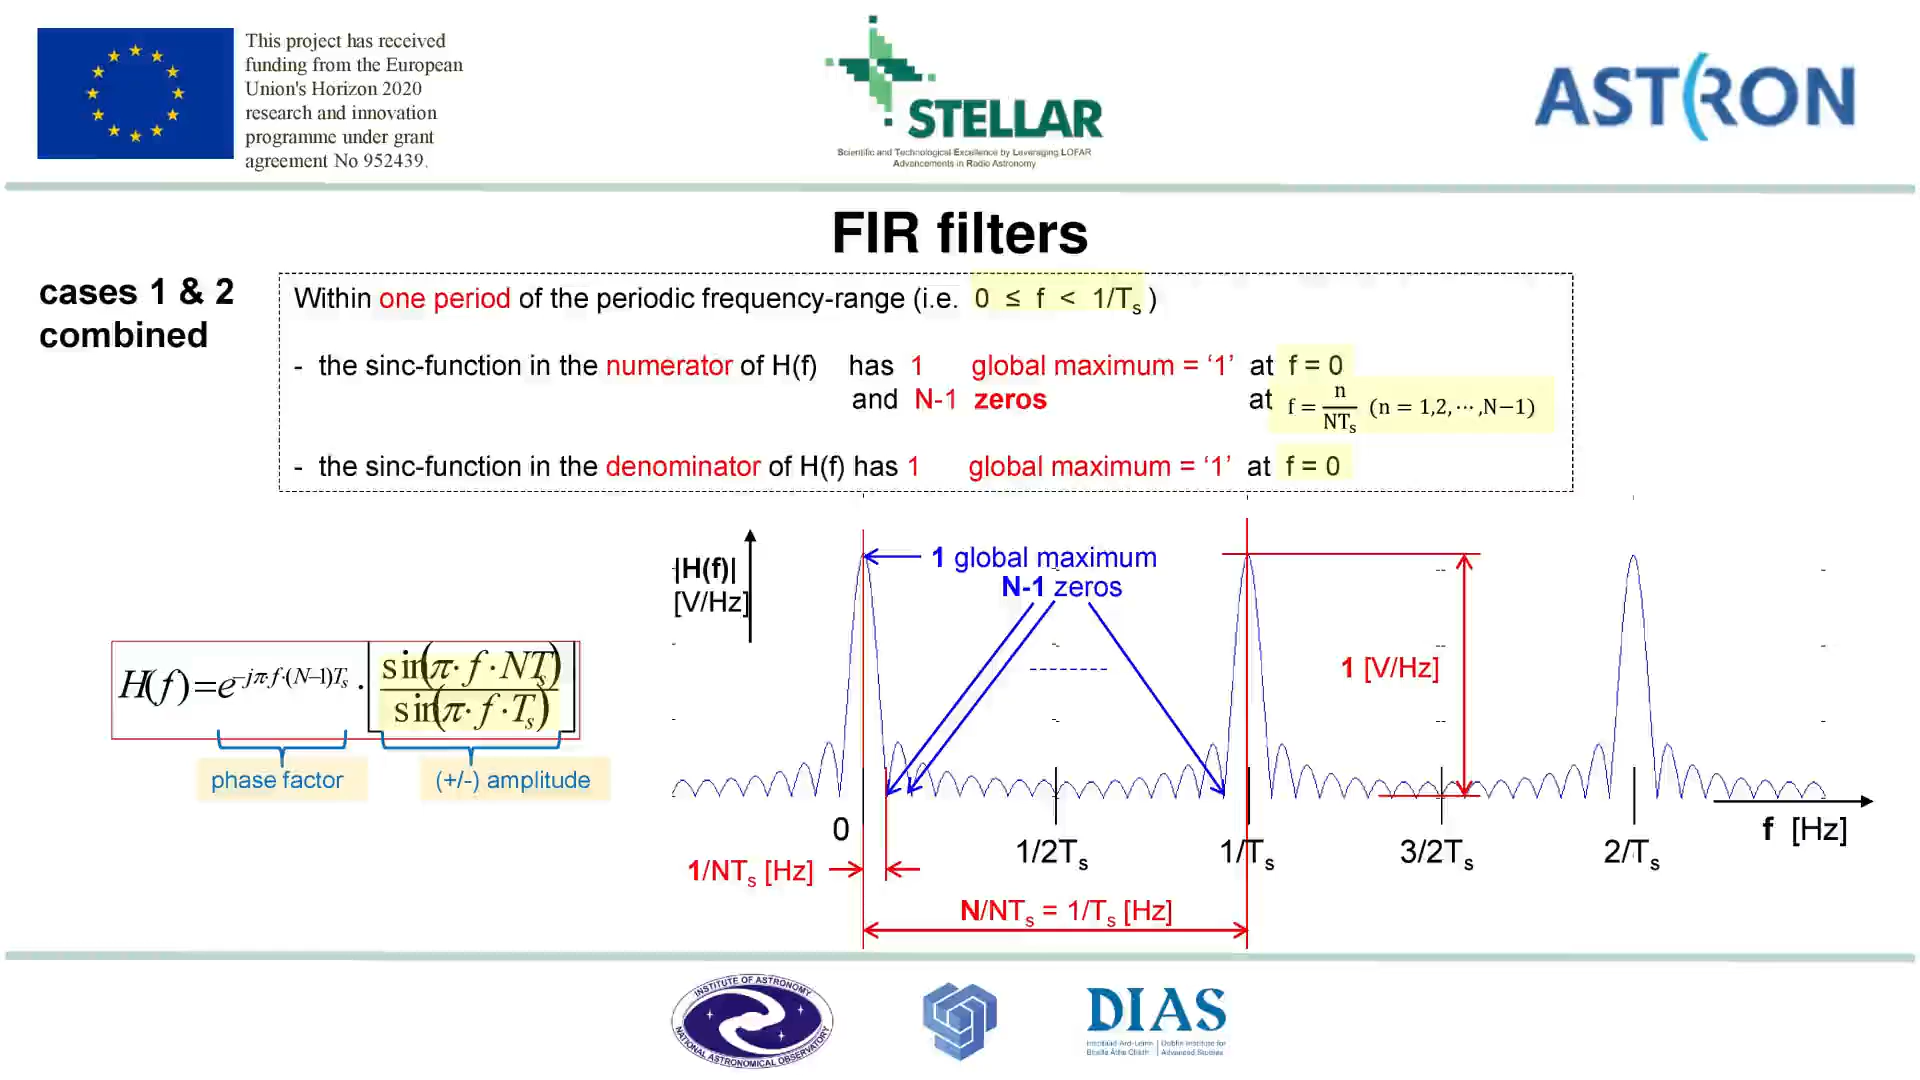 This project has received
funding from the European
Union's Horizon 2020
research and innovation
programme under grant
agreement No 952439.
STELLAR
Scientific and Technological Excellence by Leveraging LOFAR
Advancements in Radio Astronomy
ASTRON
FIR filters
cases 1 & 2
combined
Within one period of the periodic frequency-range (i.e. 0 ≤ f < 1/Ts )
- the sinc-function in the numerator of H(f) has 1 global maximum = ‘1’ at f = 0
and N-1 zeros at f = n/NTs (n = 1,2,⋯,N−1)
- the sinc-function in the denominator of H(f) has 1 global maximum = ‘1’ at f = 0
|H(f)|
[V/Hz]
1 global maximum
N-1 zeros
1 [V/Hz]
H(f)=e^(-jπ·f·(N-1)Ts) · [sin(π·f·NTs)/sin(π·f·Ts)]
phase factor
(+/-) amplitude
0
1/2Ts
1/Ts
3/2Ts
2/Ts
f [Hz]
1/NTs [Hz]
N/NTs = 1/Ts [Hz]
INSTITUTE OF ASTRONOMY
NATIONAL ASTRONOMICAL OBSERVATORY
DIAS
Institiúid Ard-Léinn | Dublin Institute for
Bhaile Átha Cliath | Advanced Studies